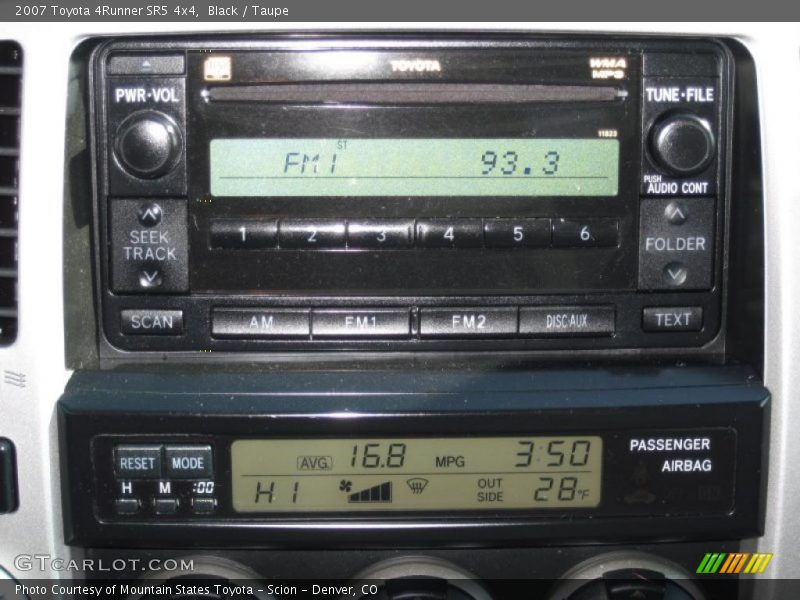 2007 Toyota 4Runner SR5 4x4,  Black / Taupe
TOYOTA
WMA
MP3
PWR·VOL
TUNE·FILE
11823
FM1
ST
93.3
PUSH
AUDIO CONT
1 2 3 4 5 6
SEEK
TRACK
FOLDER
SCAN
AM FM1 FM2 DISC·AUX
TEXT
RESET MODE
H M :00
AVG. 16.8 MPG 3:50
HI
OUT
SIDE
28°F
PASSENGER
AIRBAG
GTCARLOT.COM
Photo Courtesy of Mountain States Toyota - Scion - Denver, CO